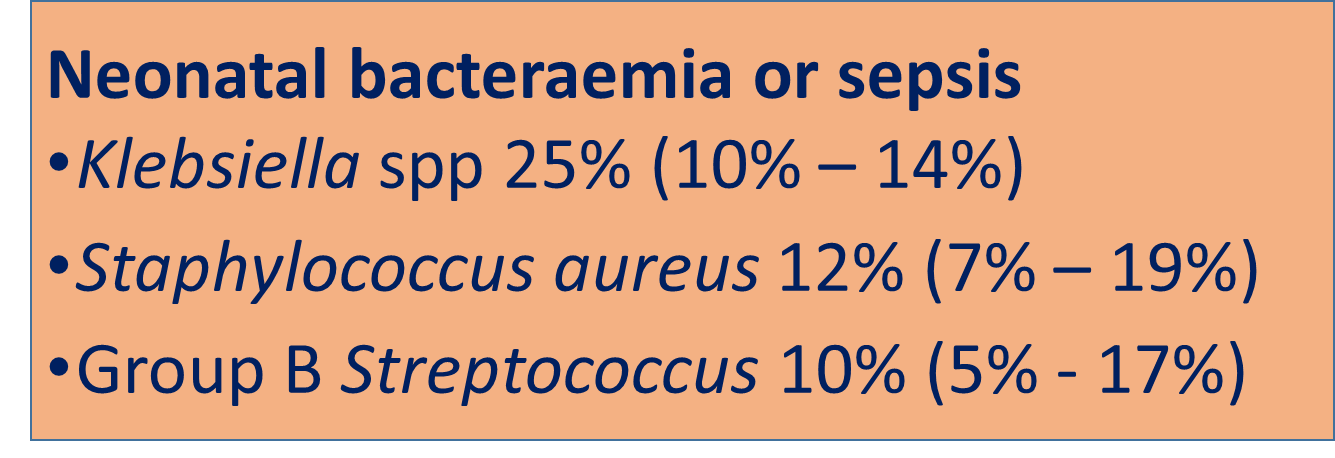 Neonatal bacteraemia or sepsis
•Klebsiella spp 25% (10% – 14%)
•Staphylococcus aureus 12% (7% – 19%)
•Group B Streptococcus 10% (5% - 17%)